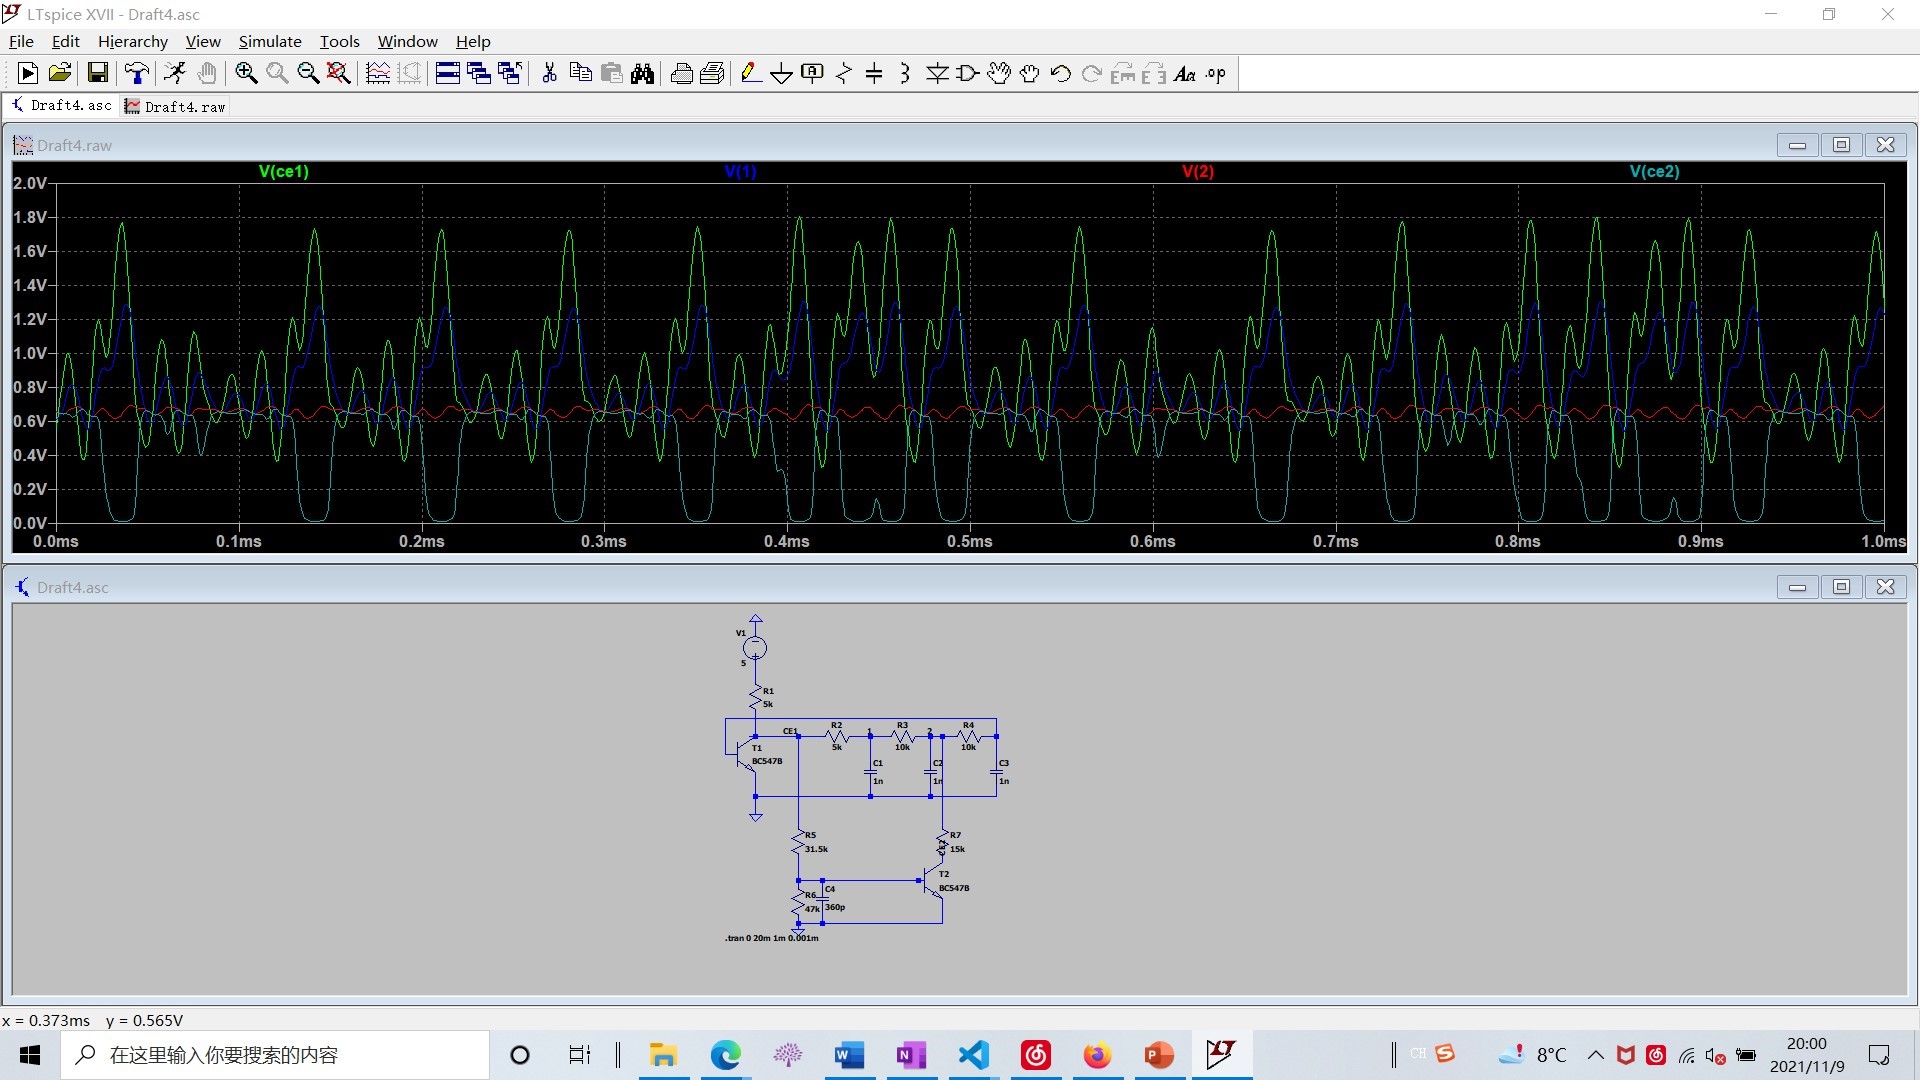 LTspice XVII - Draft4.asc
File Edit Hierarchy View Simulate Tools Window Help
Draft4.asc Draft4.raw
Draft4.raw
V(ce1) V(1) V(2) V(ce2)
2.0V
1.8V
1.6V
1.4V
1.2V
1.0V
0.8V
0.6V
0.4V
0.2V
0.0V
0.0ms 0.1ms 0.2ms 0.3ms 0.4ms 0.5ms 0.6ms 0.7ms 0.8ms 0.9ms 1.0ms
Draft4.asc
V1
5
R1
5k
CE1 R2 1 R3 2 R4
5k 10k 10k
T1
BC547B
C1 C2 C3
1n 1n 1n
R5
31.5k
R7
CE2 15k
T2
BC547B
R6 C4
47k 360p
.tran 0 20m 1m 0.001m
x = 0.373ms y = 0.565V
在这里输入你要搜索的内容
CH
8°C
20:00
2021/11/9